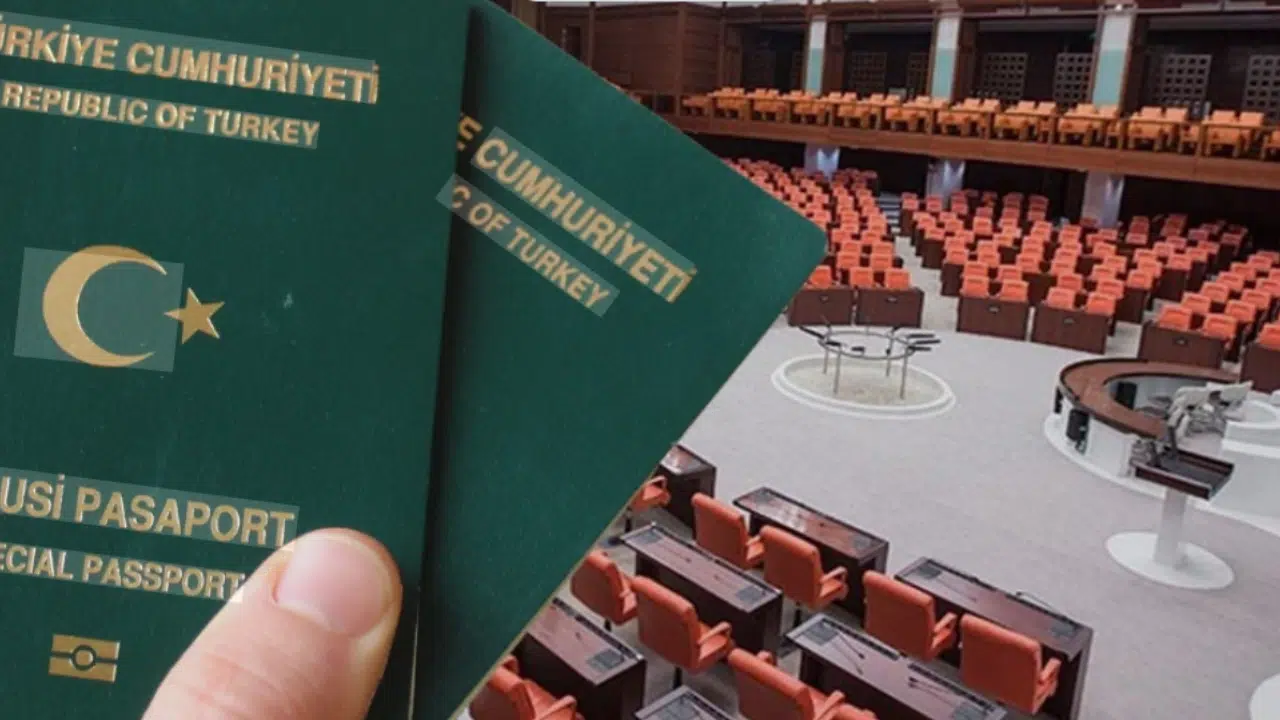 ÜRKİYE CUMHURİYETİ
REPUBLIC OF TURKEY
USİ PASAPORT
ECIAL PASSPORT
E CUMHURİYETİ
C OF TURKEY